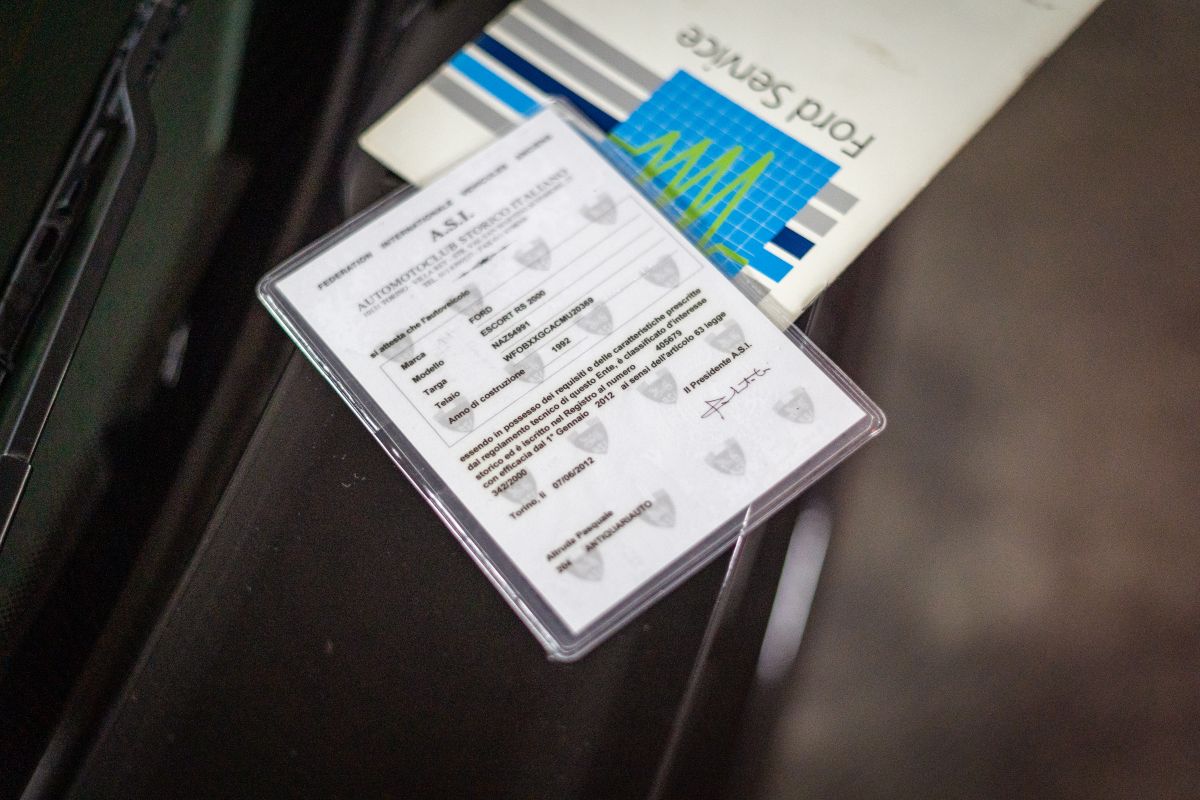 Ford Service
FEDERATION INTERNATIONALE VEHICULES ANCIENS
A.S.I.
AUTOMOTOCLUB STORICO ITALIANO
si attesta che l'autoveicolo
Marca FORD
Modello ESCORT RS 2000
Targa NAZ54991
Telaio WFOBXXGCACMU20369
Anno di costruzione 1992
essendo in possesso dei requisiti e delle caratteristiche prescritte
dal regolamento tecnico di questo Ente, è classificato d'interesse
storico ed è iscritto nel Registro al numero 405679
con efficacia dal 1° Gennaio 2012 ai sensi dell'articolo 63 legge
342/2000
Torino, li 07/06/2012
Il Presidente A.S.I.
Pasquale
204 ANTIQUARIAUTO